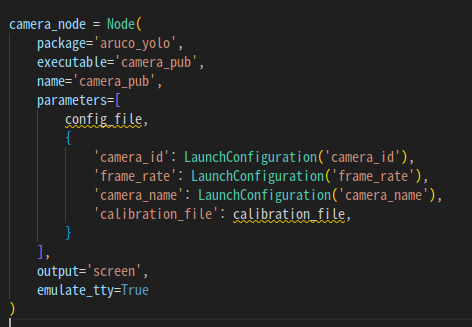 camera_node = Node(
    package='aruco_yolo',
    executable='camera_pub',
    name='camera_pub',
    parameters=[
        config_file,
        {
            'camera_id': LaunchConfiguration('camera_id'),
            'frame_rate': LaunchConfiguration('frame_rate'),
            'camera_name': LaunchConfiguration('camera_name'),
            'calibration_file': calibration_file,
        }
    ],
    output='screen',
    emulate_tty=True
)